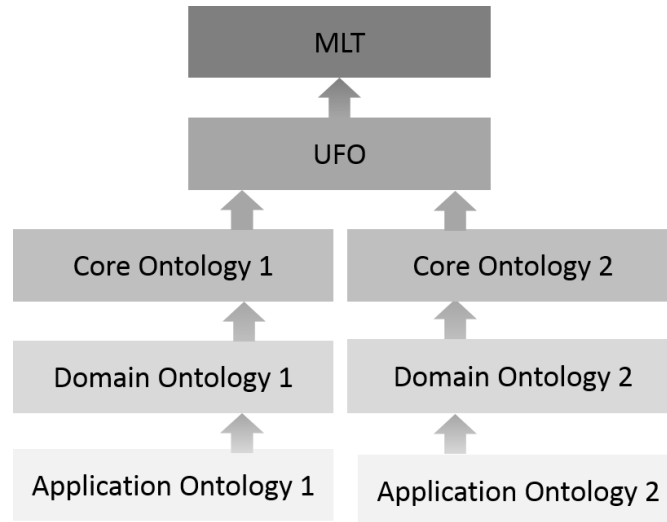 MLT
UFO
Core Ontology 1
Core Ontology 2
Domain Ontology 1
Domain Ontology 2
Application Ontology 1
Application Ontology 2